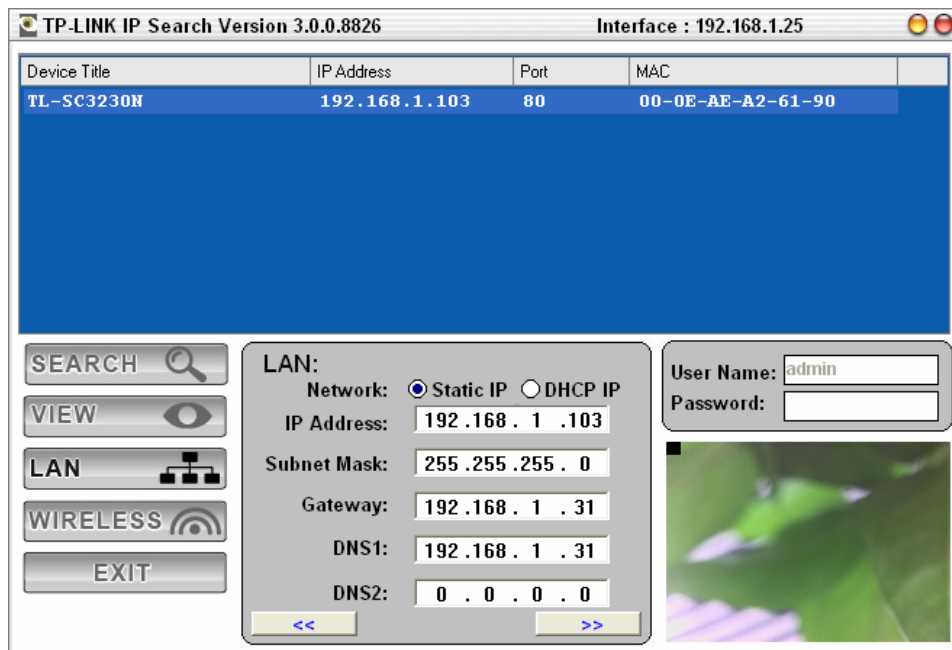 TP-LINK IP Search Version 3.0.0.8826 Interface : 192.168.1.25
Device Title IP Address Port MAC
TL-SC3230N 192.168.1.103 80 00-0E-AE-A2-61-90
SEARCH
VIEW
LAN
WIRELESS
EXIT
LAN:
Network: Static IP DHCP IP
IP Address: 192.168. 1 .103
Subnet Mask: 255.255.255. 0
Gateway: 192.168. 1 . 31
DNS1: 192.168. 1 . 31
DNS2: 0 . 0 . 0 . 0
<< >>
User Name: admin
Password: